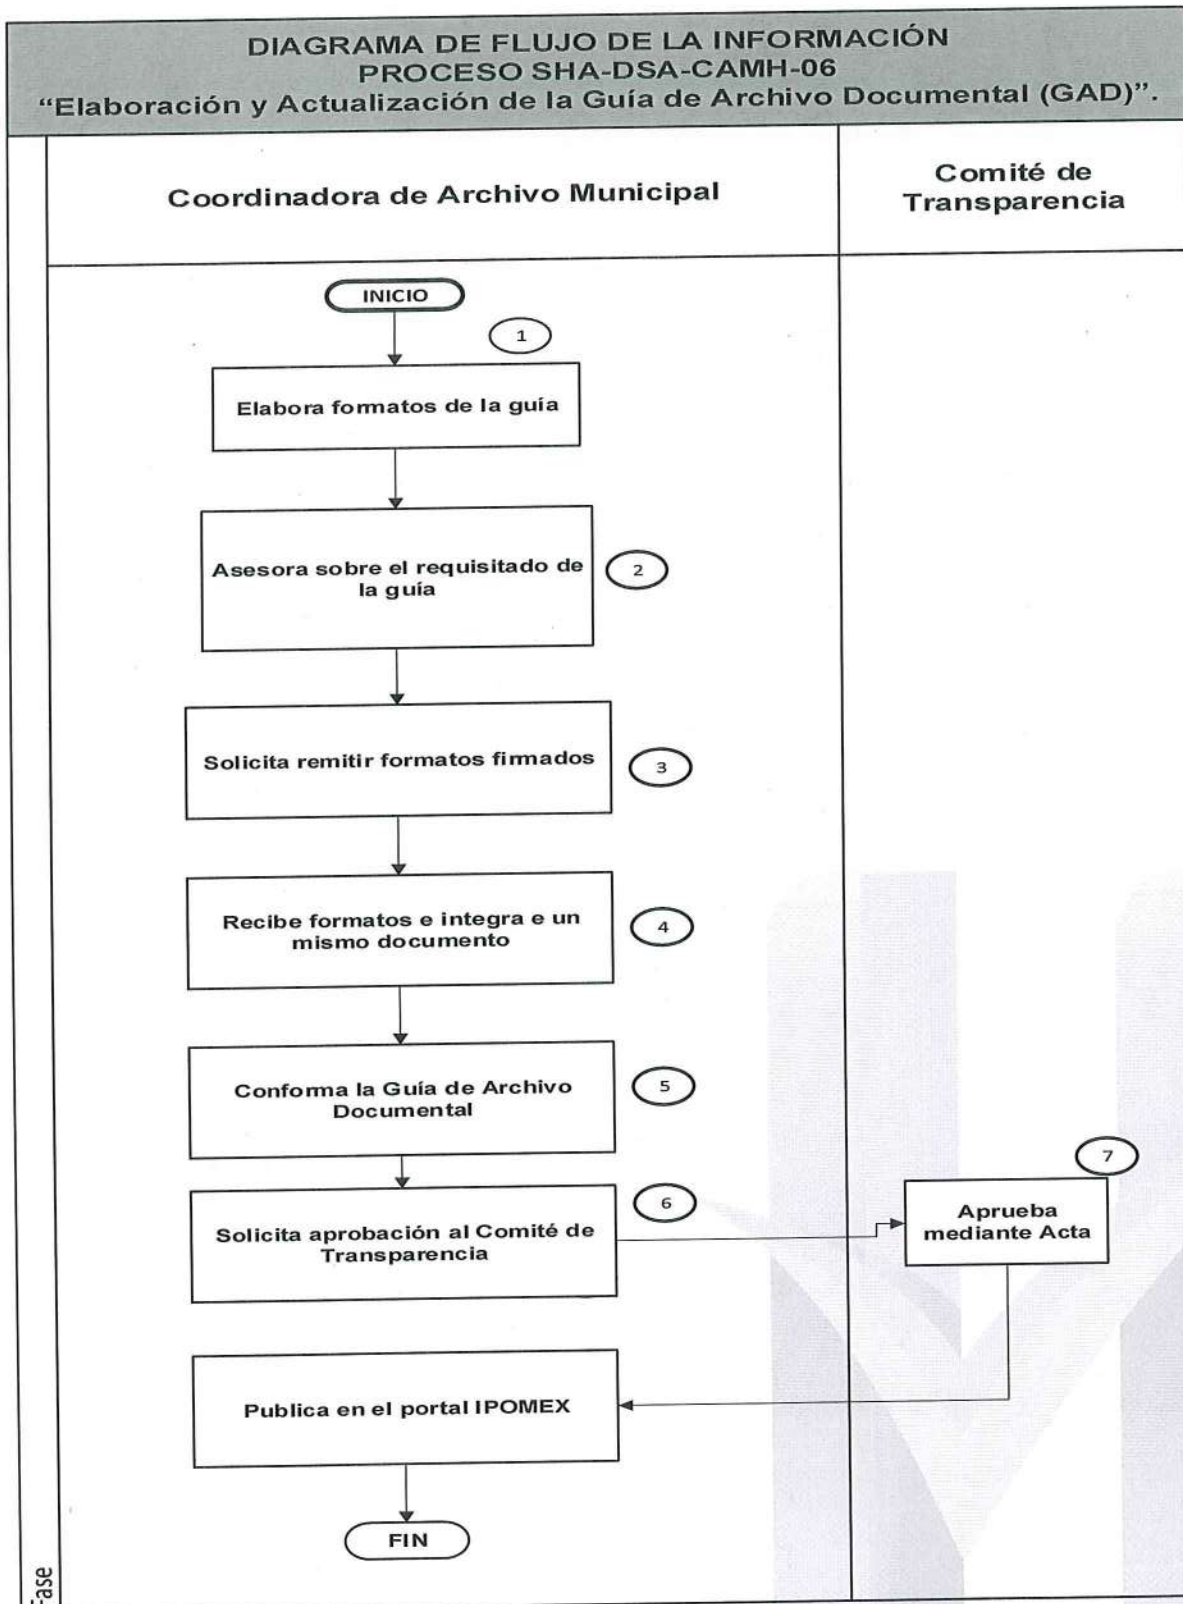 DIAGRAMA DE FLUJO DE LA INFORMACIÓN
PROCESO SHA-DSA-CAMH-06
“Elaboración y Actualización de la Guía de Archivo Documental (GAD)”.
Coordinadora de Archivo Municipal
Comité de
Transparencia
INICIO
1
Elabora formatos de la guía
Asesora sobre el requisitado de
la guía
2
Solicita remitir formatos firmados
3
Recibe formatos e integra e un
mismo documento
4
Conforma la Guía de Archivo
Documental
5
Solicita aprobación al Comité de
Transparencia
6
7
Aprueba
mediante Acta
Publica en el portal IPOMEX
FIN
Fase